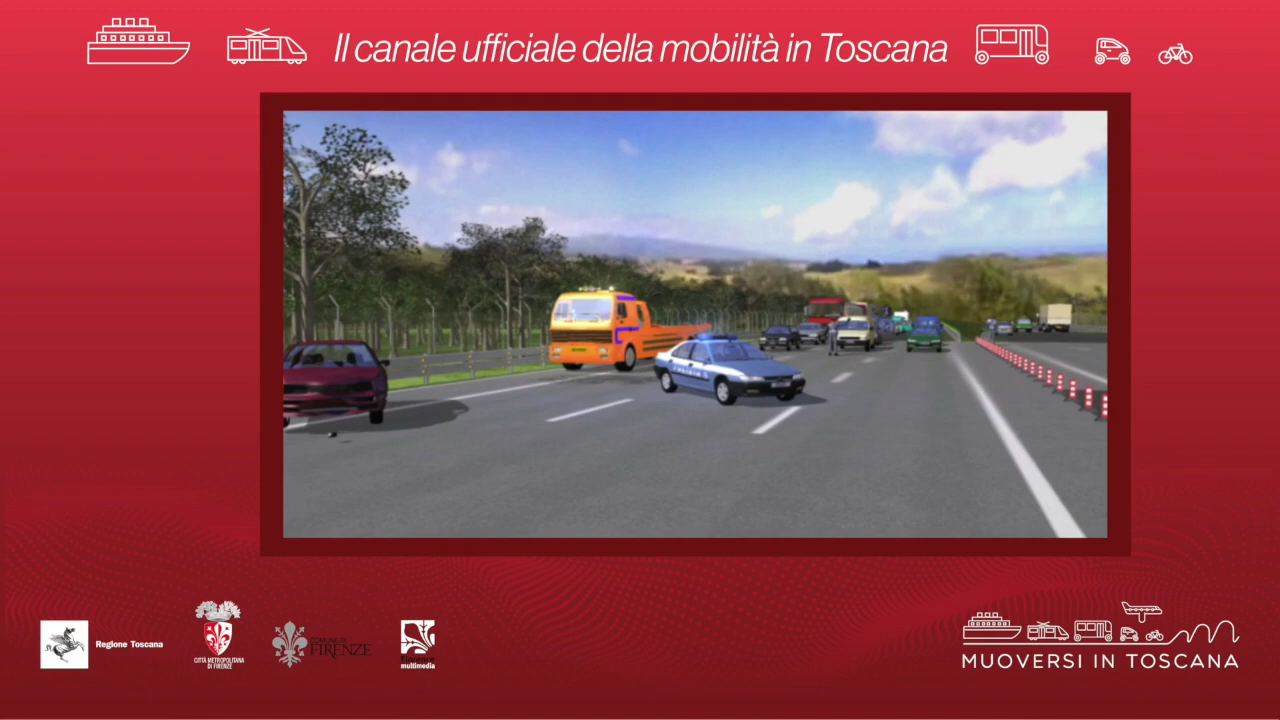 Il canale ufficiale della mobilità in Toscana
Regione Toscana
CITTÀ METROPOLITANA
DI FIRENZE
COMUNE DI
FIRENZE
multimedia
MUOVERSI IN TOSCANA